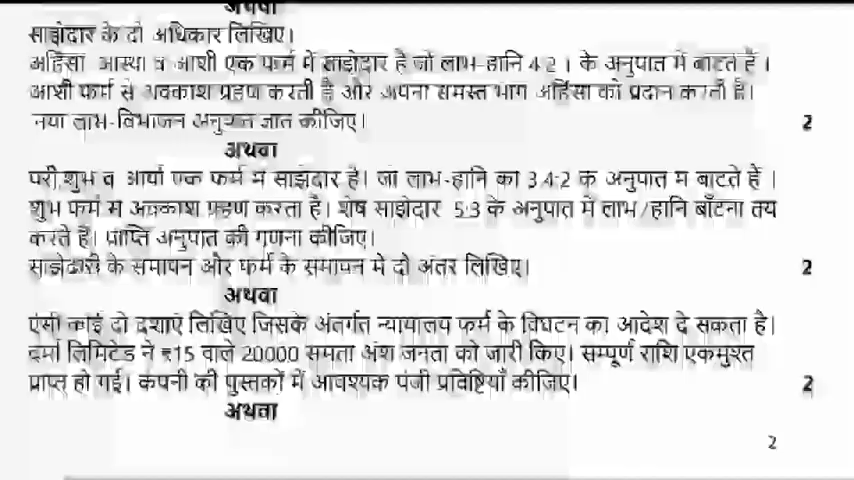 अथवा
साझेदार के दो अधिकार लिखिए।
अहिंसा आस्था व आशी एक फर्म में साझेदार है जो लाभ-हानि 4:2:1 के अनुपात में बाटते है ।
आशी फर्म से अवकाश ग्रहण करती है और अपना समस्त भाग अहिंसा को प्रदान करती है।
नया लाभ-विभाजन अनुपात ज्ञात कीजिए। 2
अथवा
परी,शुभ व आर्या एक फर्म में साझेदार है। जो लाभ-हानि को 3:4:2 के अनुपात में बाटते हैं ।
शुभ फर्म से अवकाश ग्रहण करता है। शेष साझेदार 5:3 के अनुपात में लाभ/हानि बाँटना तय
करते है। प्राप्ति अनुपात की गणना कीजिए।
साझेदारी के समापन और फर्म के समापन में दो अंतर लिखिए। 2
अथवा
ऐसी कोई दो दशाएं लिखिए जिसके अंतर्गत न्यायालय फर्म के विघटन का आदेश दे सकता है।
लिमिटेड ने ₹15 वाले 20000 समता अंश जनता को जारी किए। सम्पूर्ण राशि एकमुश्त
प्राप्त हो गई। कंपनी की पुस्तकों में आवश्यक पंजी प्रविष्टियाँ कीजिए। 2
अथवा
2